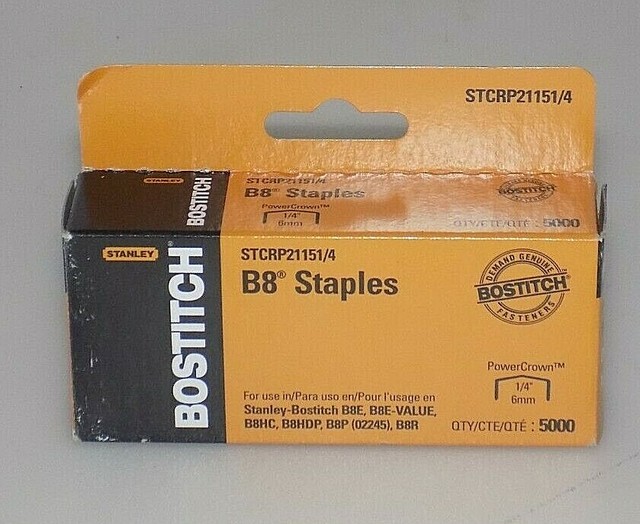 STCRP21151/4
STANLEY
BOSTITCH
STCRP21151/4
B8® Staples
PowerCrown™
1/4"
6mm
BOSTITCH
QTY/CTE/QTÉ : 5000
STANLEY
BOSTITCH®
STCRP21151/4
B8® Staples
DEMAND GENUINE
BOSTITCH®
FASTENERS
PowerCrown™
1/4"
6mm
For use in/Para uso en/Pour l'usage en
Stanley-Bostitch B8E, B8E-VALUE,
B8HC, B8HDP, B8P (02245), B8R
QTY/CTE/QTÉ : 5000